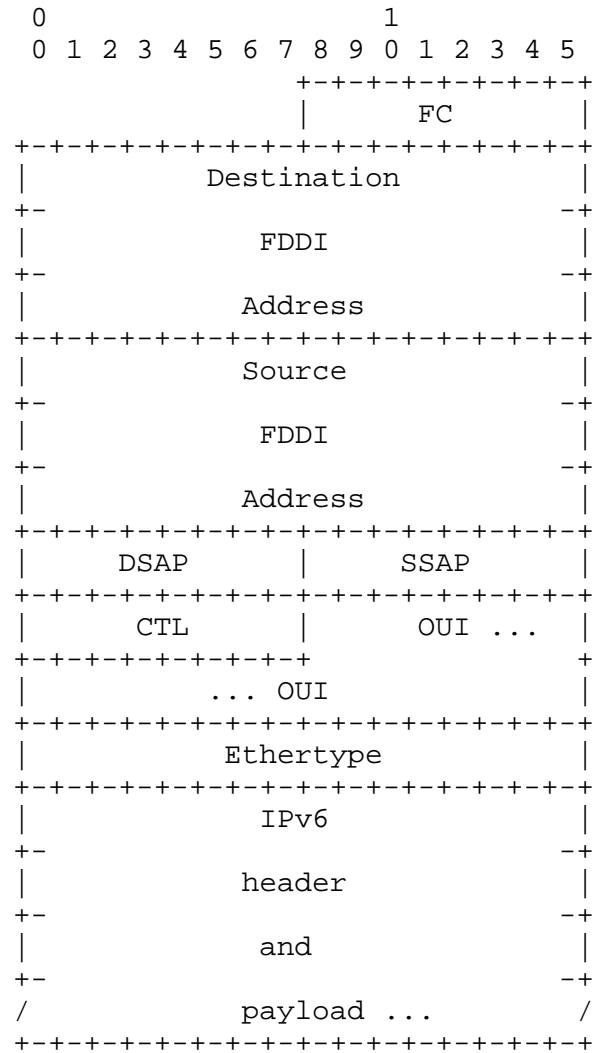 0                   1
0 1 2 3 4 5 6 7 8 9 0 1 2 3 4 5
                +-+-+-+-+-+-+-+-+
                |      FC       |
+-+-+-+-+-+-+-+-+-+-+-+-+-+-+-+-+
|          Destination          |
+-                             -+
|             FDDI              |
+-                             -+
|            Address            |
+-+-+-+-+-+-+-+-+-+-+-+-+-+-+-+-+
|            Source             |
+-                             -+
|             FDDI              |
+-                             -+
|            Address            |
+-+-+-+-+-+-+-+-+-+-+-+-+-+-+-+-+
|     DSAP      |     SSAP      |
+-+-+-+-+-+-+-+-+-+-+-+-+-+-+-+-+
|      CTL      |      OUI ...  |
+-+-+-+-+-+-+-+-+               +
|          ... OUI              |
+-+-+-+-+-+-+-+-+-+-+-+-+-+-+-+-+
|           Ethertype           |
+-+-+-+-+-+-+-+-+-+-+-+-+-+-+-+-+
|             IPv6              |
+-                             -+
|            header             |
+-                             -+
|             and               |
+-                             -+
/            payload ...        /
+-+-+-+-+-+-+-+-+-+-+-+-+-+-+-+-+